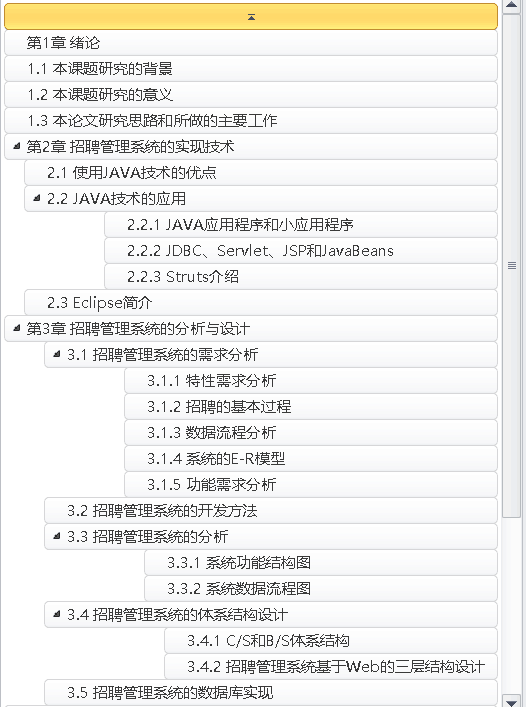 第1章 绪论
1.1 本课题研究的背景
1.2 本课题研究的意义
1.3 本论文研究思路和所做的主要工作
第2章 招聘管理系统的实现技术
2.1 使用JAVA技术的优点
2.2 JAVA技术的应用
2.2.1 JAVA应用程序和小应用程序
2.2.2 JDBC、Servlet、JSP和JavaBeans
2.2.3 Struts介绍
2.3 Eclipse简介
第3章 招聘管理系统的分析与设计
3.1 招聘管理系统的需求分析
3.1.1 特性需求分析
3.1.2 招聘的基本过程
3.1.3 数据流程分析
3.1.4 系统的E-R模型
3.1.5 功能需求分析
3.2 招聘管理系统的开发方法
3.3 招聘管理系统的分析
3.3.1 系统功能结构图
3.3.2 系统数据流程图
3.4 招聘管理系统的体系结构设计
3.4.1 C/S和B/S体系结构
3.4.2 招聘管理系统基于Web的三层结构设计
3.5 招聘管理系统的数据库实现